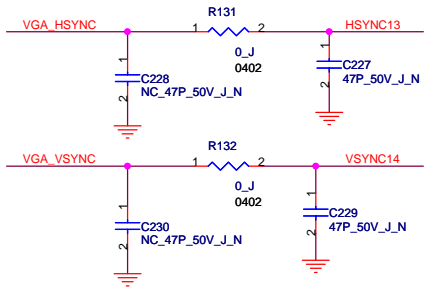 R131
VGA_HSYNC 1 2 HSYNC13
0_J
0402
1 C228
NC_47P_50V_J_N
2
1 C227
47P_50V_J_N
2
R132
VGA_VSYNC 1 2 VSYNC14
0_J
0402
1 C230
NC_47P_50V_J_N
2
1 C229
47P_50V_J_N
2